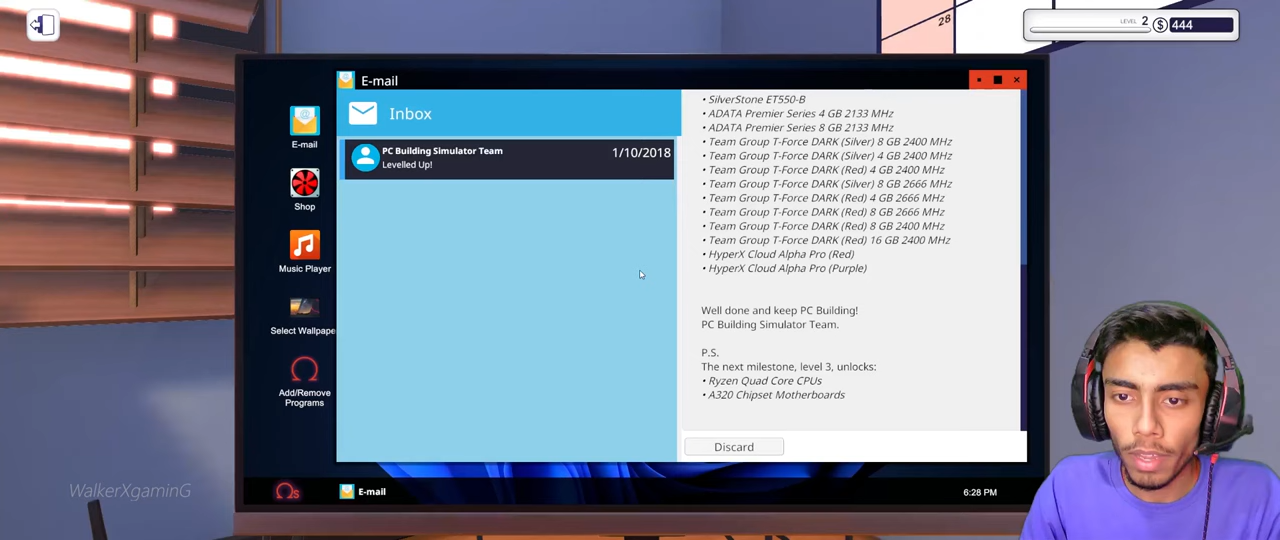 28
LEVEL 2 $ 444
E-mail
Inbox
PC Building Simulator Team 1/10/2018
Levelled Up!
• SilverStone ET550-B
• ADATA Premier Series 4 GB 2133 MHz
• ADATA Premier Series 8 GB 2133 MHz
• Team Group T-Force DARK (Silver) 8 GB 2400 MHz
• Team Group T-Force DARK (Silver) 4 GB 2400 MHz
• Team Group T-Force DARK (Red) 4 GB 2400 MHz
• Team Group T-Force DARK (Silver) 8 GB 2666 MHz
• Team Group T-Force DARK (Red) 4 GB 2666 MHz
• Team Group T-Force DARK (Red) 8 GB 2666 MHz
• Team Group T-Force DARK (Red) 8 GB 2400 MHz
• Team Group T-Force DARK (Red) 16 GB 2400 MHz
• HyperX Cloud Alpha Pro (Red)
• HyperX Cloud Alpha Pro (Purple)
Well done and keep PC Building!
PC Building Simulator Team.
P.S.
The next milestone, level 3, unlocks:
• Ryzen Quad Core CPUs
• A320 Chipset Motherboards
Discard
E-mail
Shop
Music Player
Select Wallpape
Add/Remove
Programs
Ωs
E-mail
6:28 PM
WalkerXgaminG